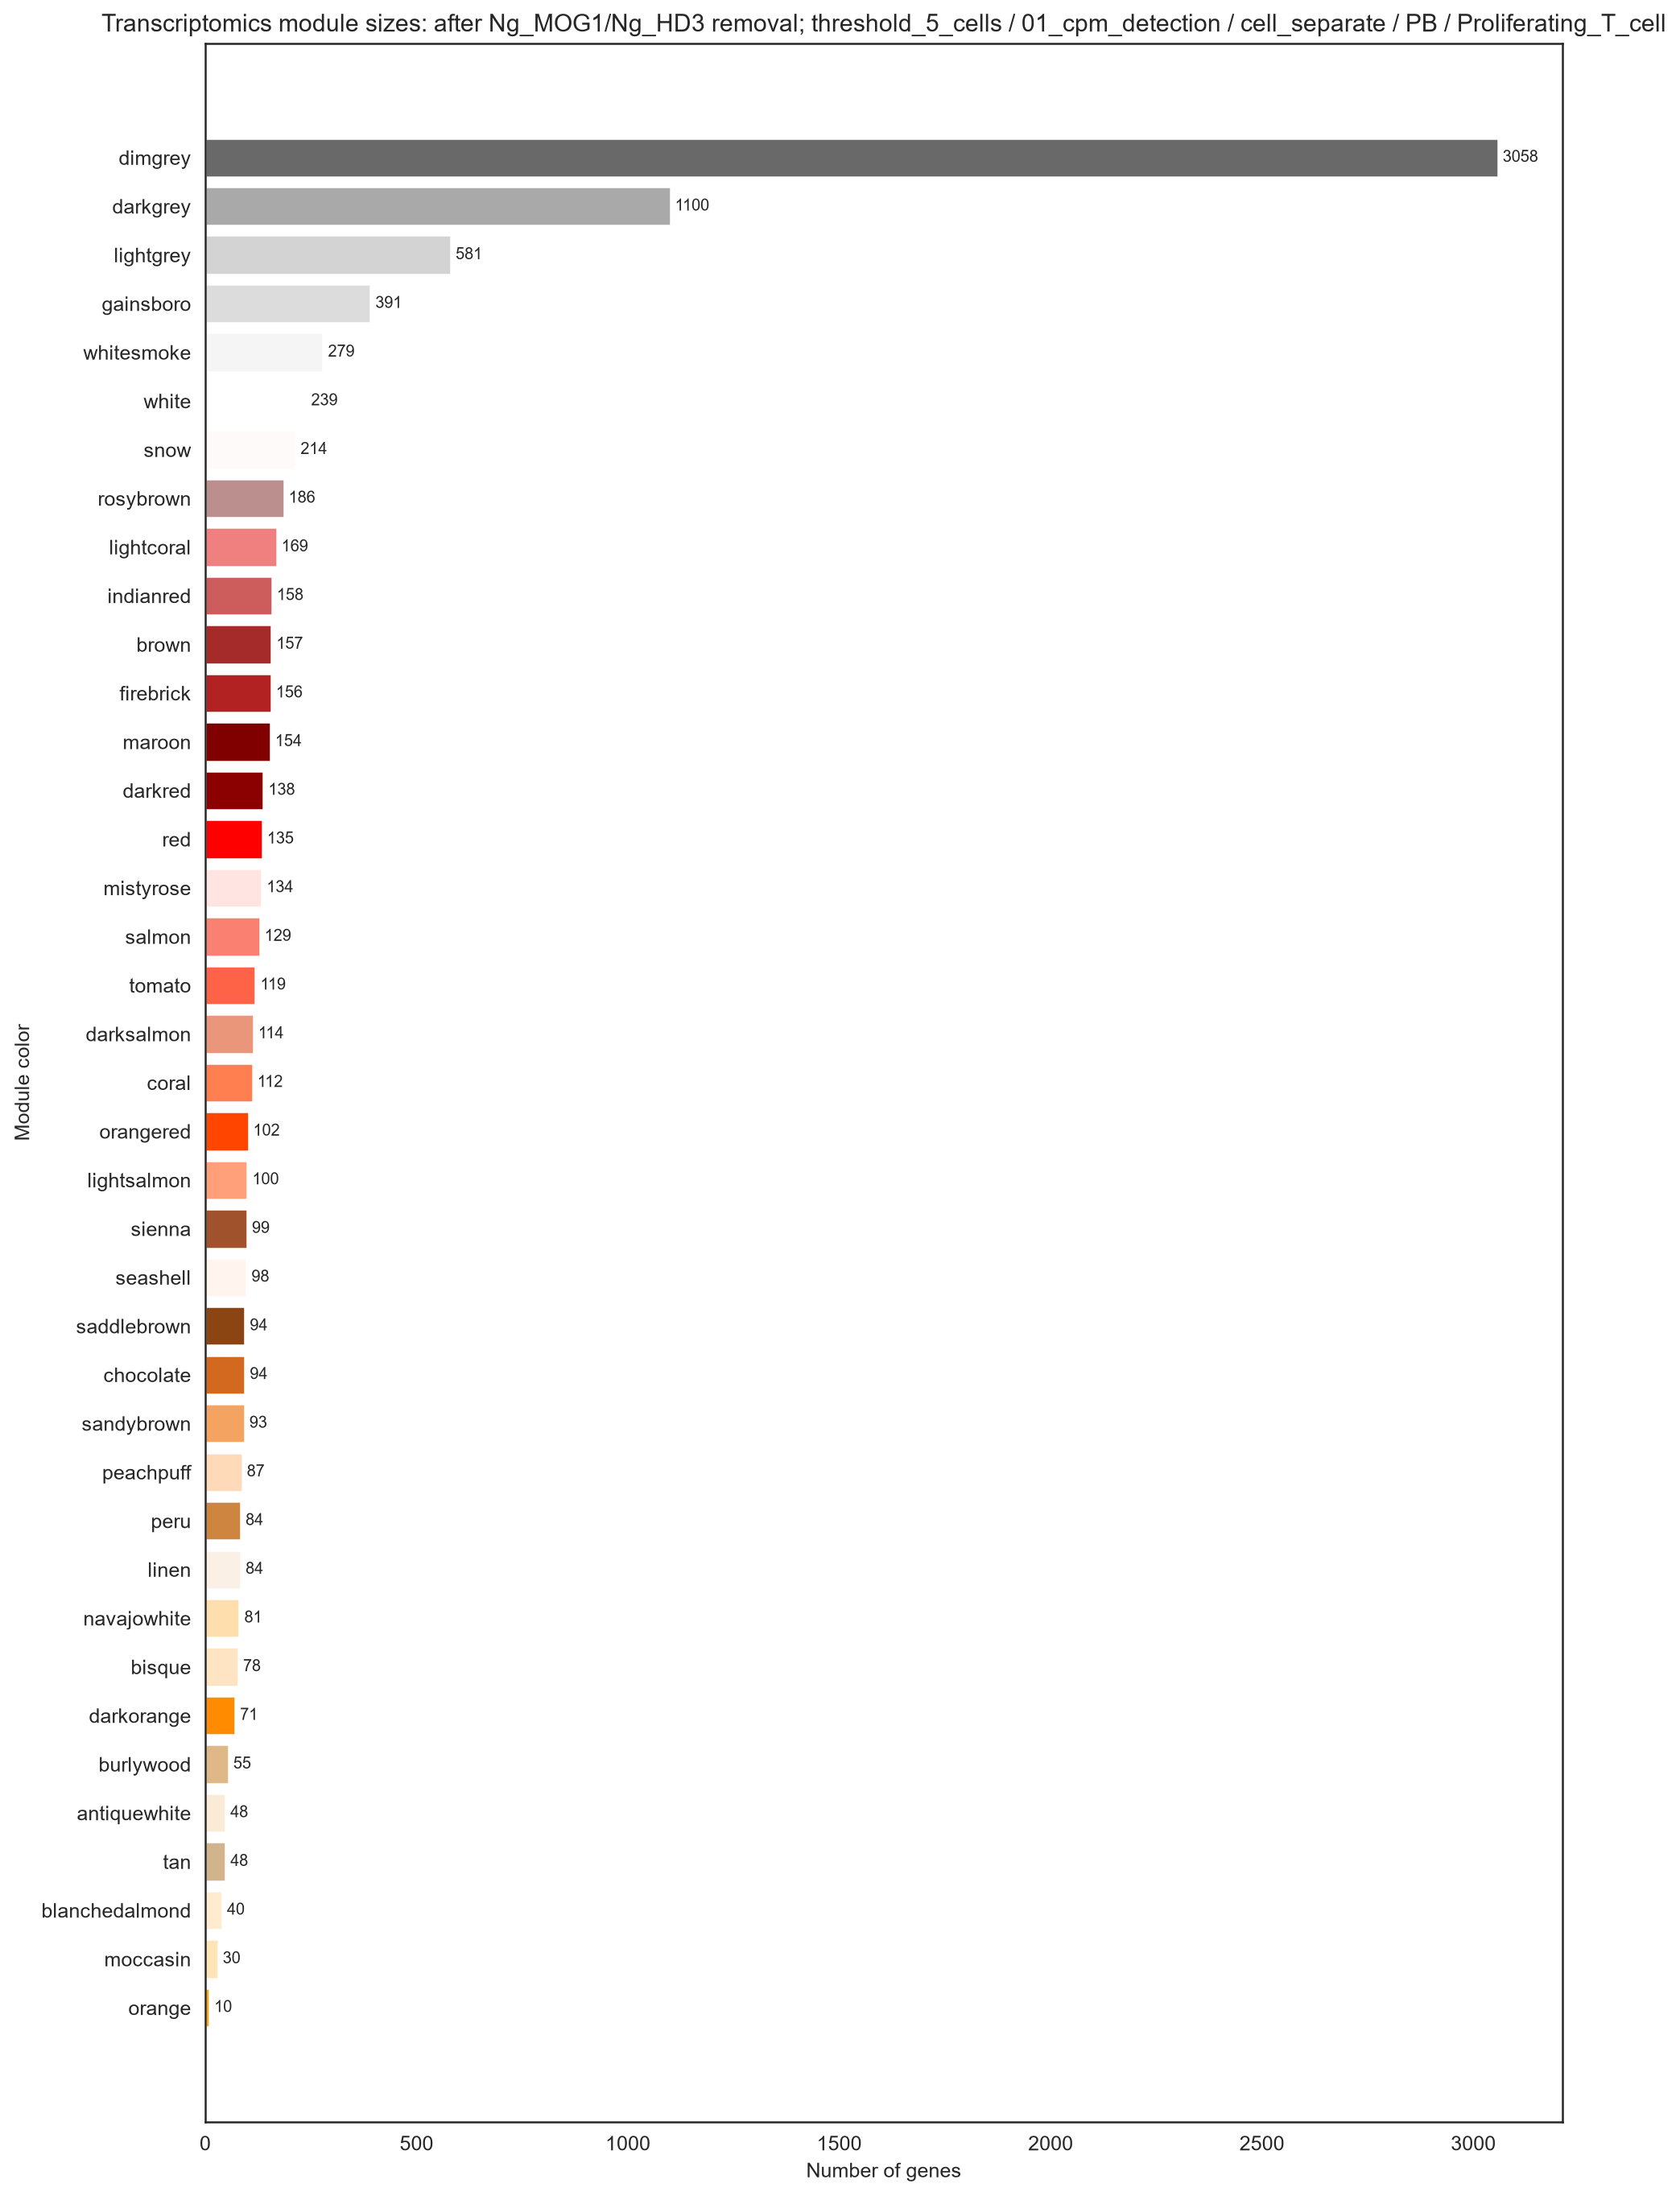 Transcriptomics module sizes: after Ng_MOG1/Ng_HD3 removal; threshold_5_cells / 01_cpm_detection / cell_separate / PB / Proliferating_T_cell
dimgrey 3058
darkgrey 1100
lightgrey 581
gainsboro 391
whitesmoke 279
white 239
snow 214
rosybrown 186
lightcoral 169
indianred 158
brown 157
firebrick 156
maroon 154
darkred 138
red 135
mistyrose 134
salmon 129
tomato 119
darksalmon 114
coral 112
orangered 102
lightsalmon 100
sienna 99
seashell 98
saddlebrown 94
chocolate 94
sandybrown 93
peachpuff 87
peru 84
linen 84
navajowhite 81
bisque 78
darkorange 71
burlywood 55
antiquewhite 48
tan 48
blanchedalmond 40
moccasin 30
orange 10
Module color
0 500 1000 1500 2000 2500 3000
Number of genes